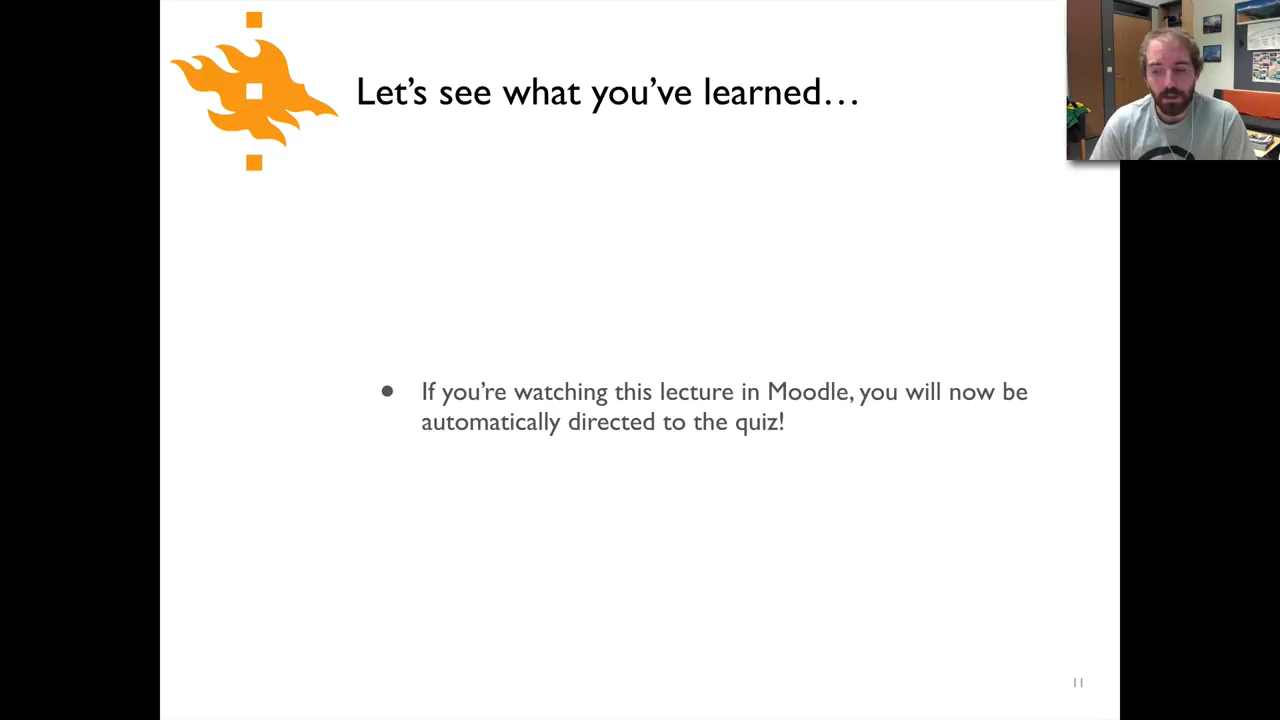 Let's see what you've learned…
● If you're watching this lecture in Moodle, you will now be
automatically directed to the quiz!
11